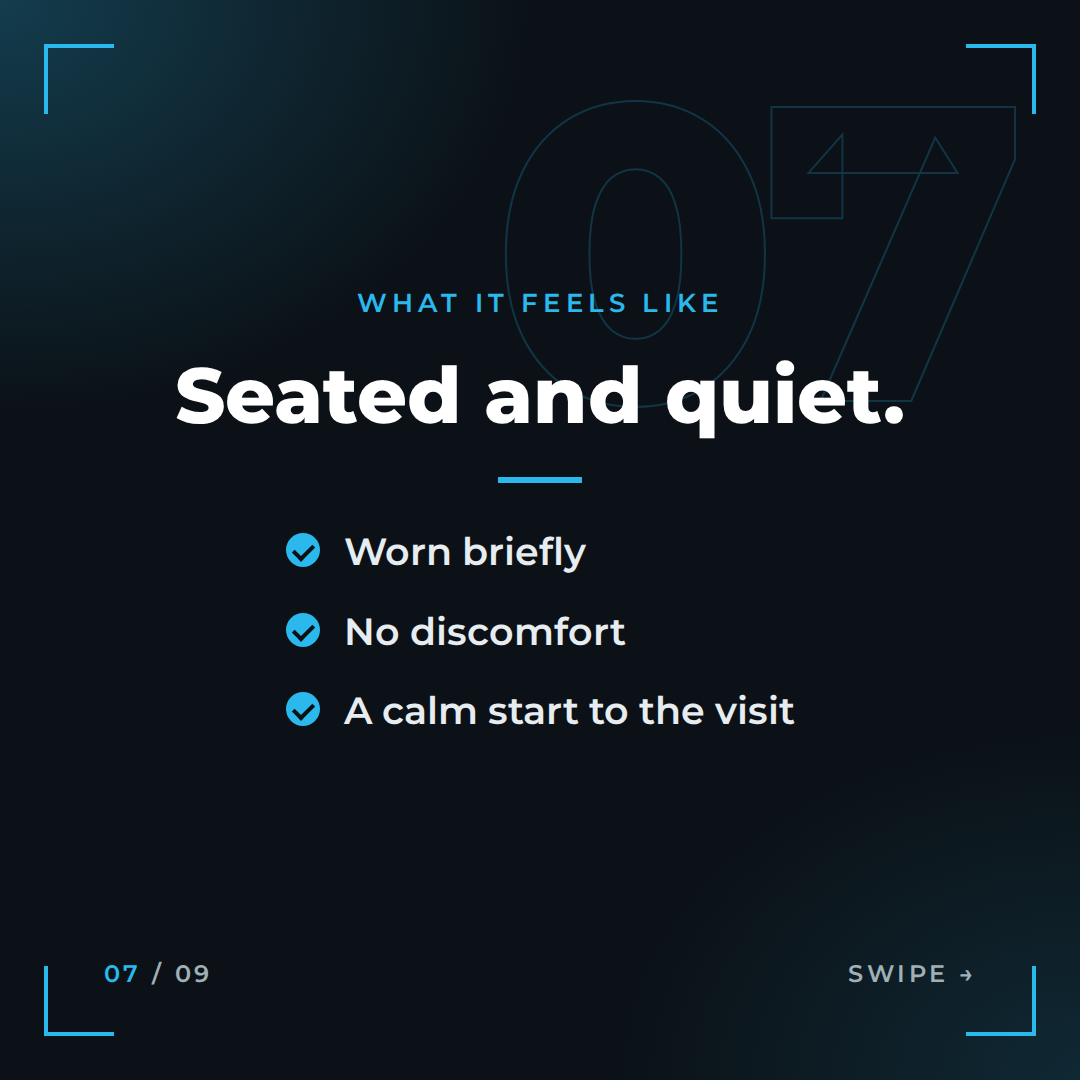 07
WHAT IT FEELS LIKE
Seated and quiet.
Worn briefly
No discomfort
A calm start to the visit
07 / 09
SWIPE →